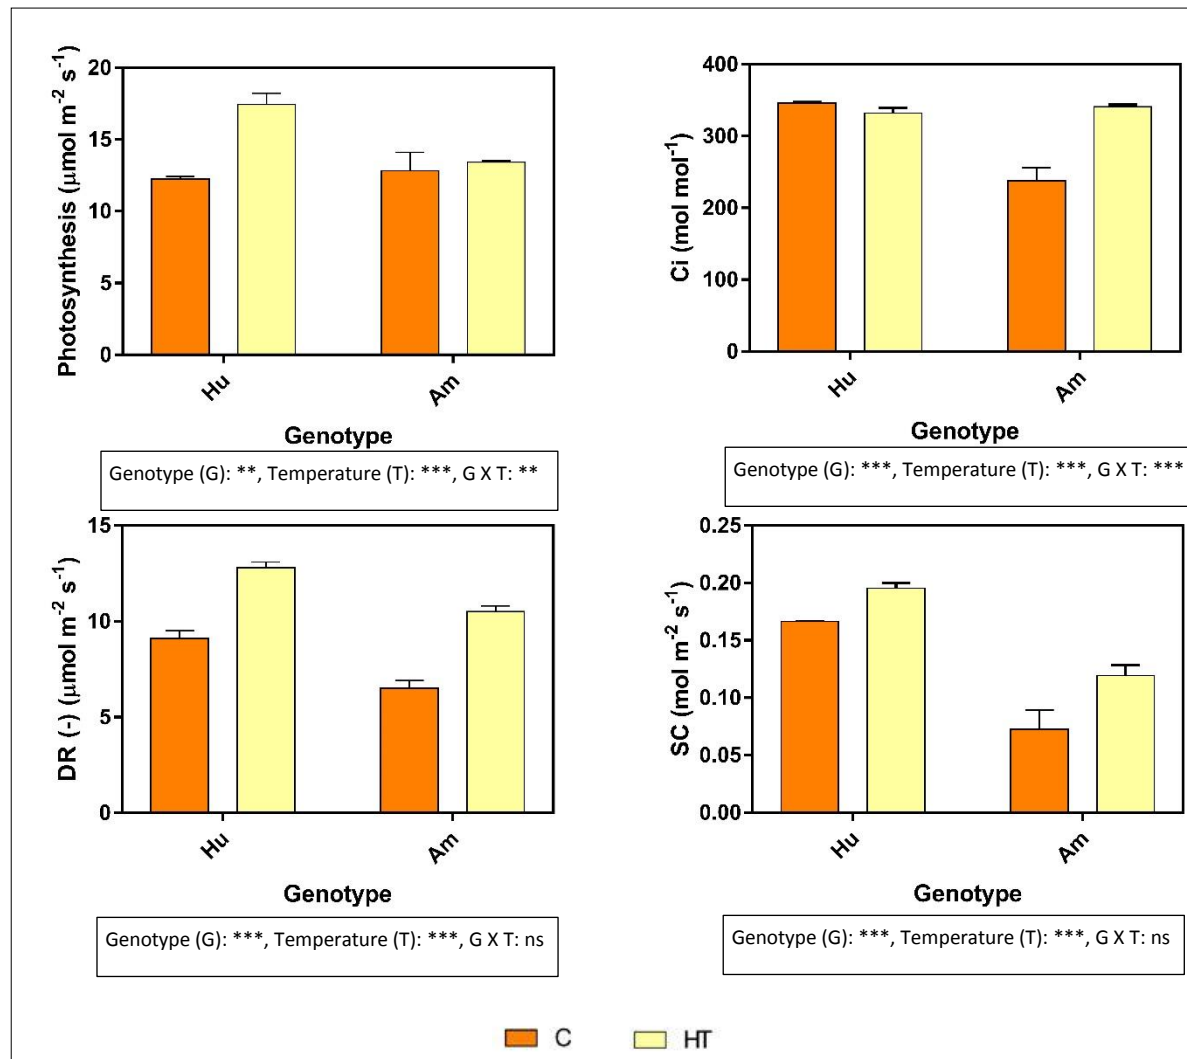 Photosynthesis (μmol m⁻² s⁻¹)
20
15
10
5
0
Hu
Am
Genotype
Genotype (G): **, Temperature (T): ***, G X T: **
Ci (mol mol⁻¹)
400
300
200
100
0
Hu
Am
Genotype
Genotype (G): ***, Temperature (T): ***, G X T: ***
DR (-) (μmol m⁻² s⁻¹)
15
10
5
0
Hu
Am
Genotype
Genotype (G): ***, Temperature (T): ***, G X T: ns
SC (mol m⁻² s⁻¹)
0.25
0.20
0.15
0.10
0.05
0.00
Hu
Am
Genotype
Genotype (G): ***, Temperature (T): ***, G X T: ns
C
HT